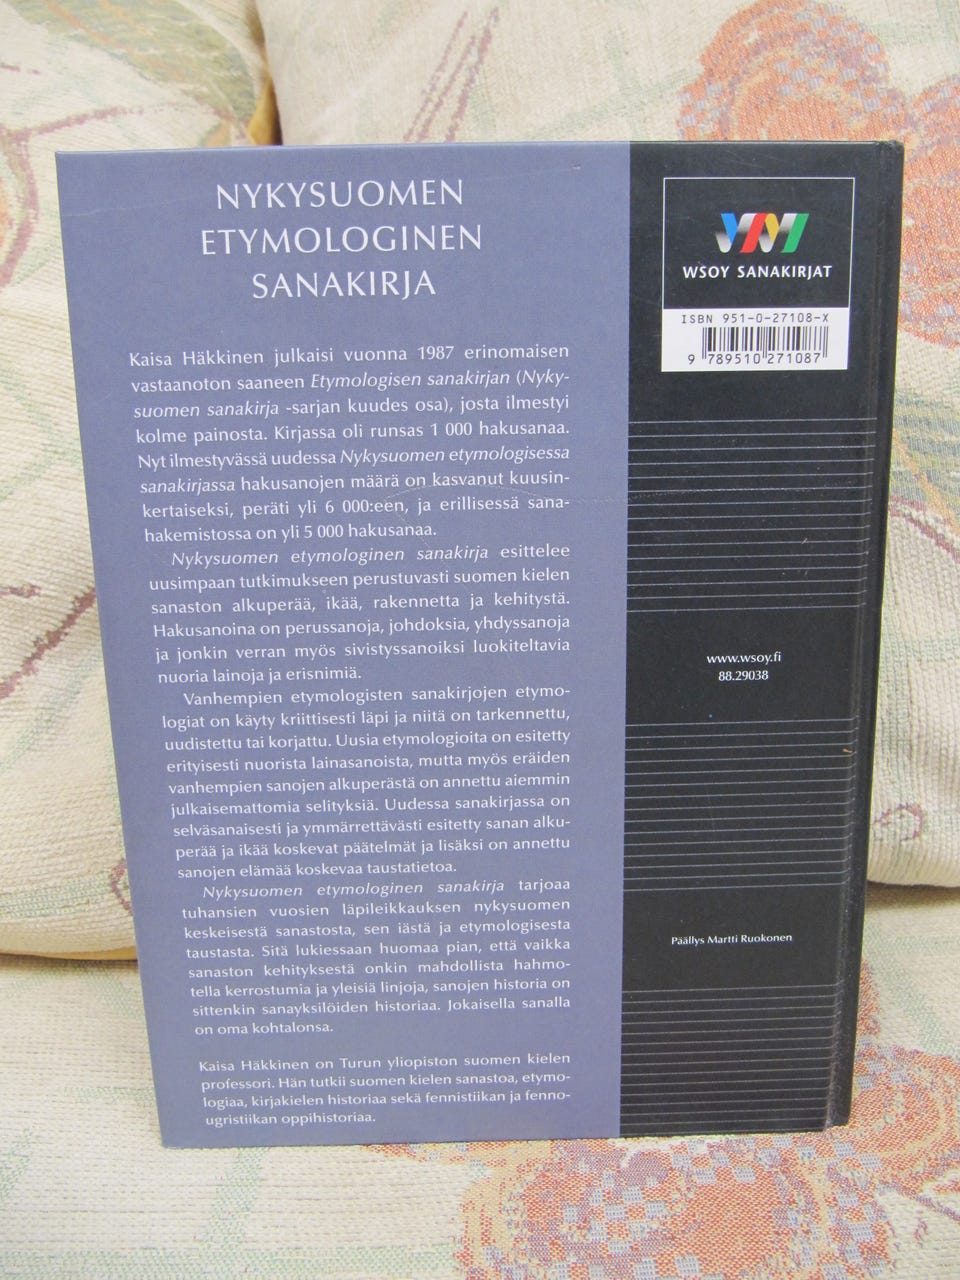 NYKYSUOMEN
ETYMOLOGINEN
SANAKIRJA
Kaisa Häkkinen julkaisi vuonna 1987 erinomaisen
vastaanoton saaneen Etymologisen sanakirjan (Nyky-
suomen sanakirja -sarjan kuudes osa), josta ilmestyi
kolme painosta. Kirjassa oli runsas 1 000 hakusanaa.
Nyt ilmestyvässä uudessa Nykysuomen etymologisessa
sanakirjassa hakusanojen määrä on kasvanut kuusin-
kertaiseksi, peräti yli 6 000:een, ja erillisessä sana-
hakemistossa on yli 5 000 hakusanaa.
Nykysuomen etymologinen sanakirja esittelee
uusimpaan tutkimukseen perustuvasti suomen kielen
sanaston alkuperää, ikää, rakennetta ja kehitystä.
Hakusanoina on perussanoja, johdoksia, yhdyssanoja
ja jonkin verran myös sivistyssanoiksi luokiteltavia
nuoria lainoja ja erisnimiä.
Vanhempien etymologisten sanakirjojen etymo-
logiat on käyty kriittisesti läpi ja niitä on tarkennettu,
uudistettu tai korjattu. Uusia etymologioita on esitetty
erityisesti nuorista lainasanoista, mutta myös eräiden
vanhempien sanojen alkuperästä on annettu aiemmin
julkaisemattomia selityksiä. Uudessa sanakirjassa on
selväsanaisesti ja ymmärrettävästi esitetty sanan alku-
perää ja ikää koskevat päätelmät ja lisäksi on annettu
sanojen elämää koskevaa taustatietoa.
Nykysuomen etymologinen sanakirja tarjoaa
tuhansien vuosien läpileikkauksen nykysuomen
keskeisestä sanastosta, sen iästä ja etymologisesta
taustasta. Sitä lukiessaan huomaa pian, että vaikka
sanaston kehityksestä onkin mahdollista hahmo-
tella kerrostumia ja yleisiä linjoja, sanojen historia on
sittenkin sanayksilöiden historiaa. Jokaisella sanalla
on oma kohtalonsa.
Kaisa Häkkinen on Turun yliopiston suomen kielen
professori. Hän tutkii suomen kielen sanastoa, etymo-
logiaa, kirjakielen historiaa sekä fennistiikan ja fenno-
ugristiikan oppihistoriaa.
WSOY SANAKIRJAT
ISBN 951-0-27108-X
9 789510 271087
www.wsoy.fi
88.29038
Päällys Martti Ruokonen